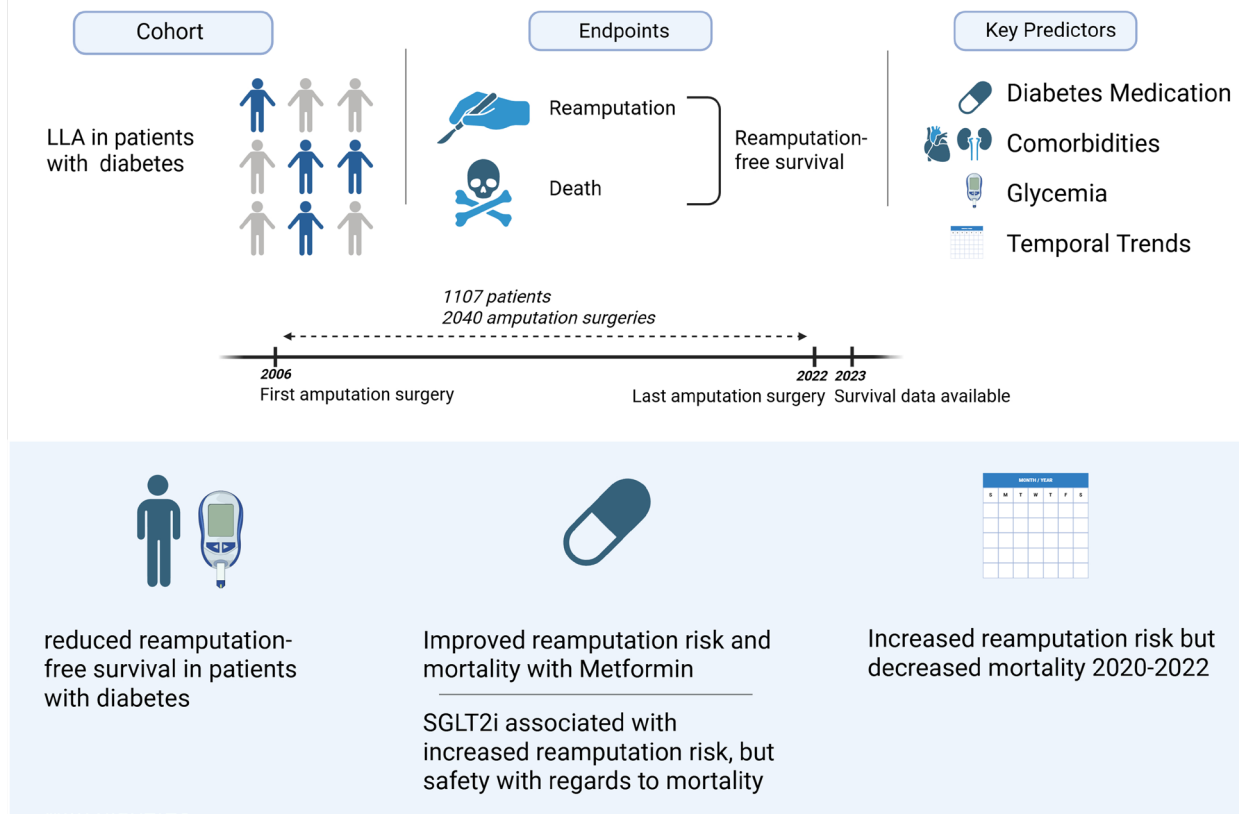 Cohort
Endpoints
Key Predictors
LLA in patients
with diabetes
Reamputation
Death
Reamputation-
free survival
Diabetes Medication
Comorbidities
Glycemia
Temporal Trends
1107 patients
2040 amputation surgeries
2006
2022 2023
First amputation surgery
Last amputation surgery
Survival data available
MONTH / YEAR
S M T W T F S
reduced reamputation-
free survival in patients
with diabetes
Improved reamputation risk and
mortality with Metformin
SGLT2i associated with
increased reamputation risk, but
safety with regards to mortality
Increased reamputation risk but
decreased mortality 2020-2022